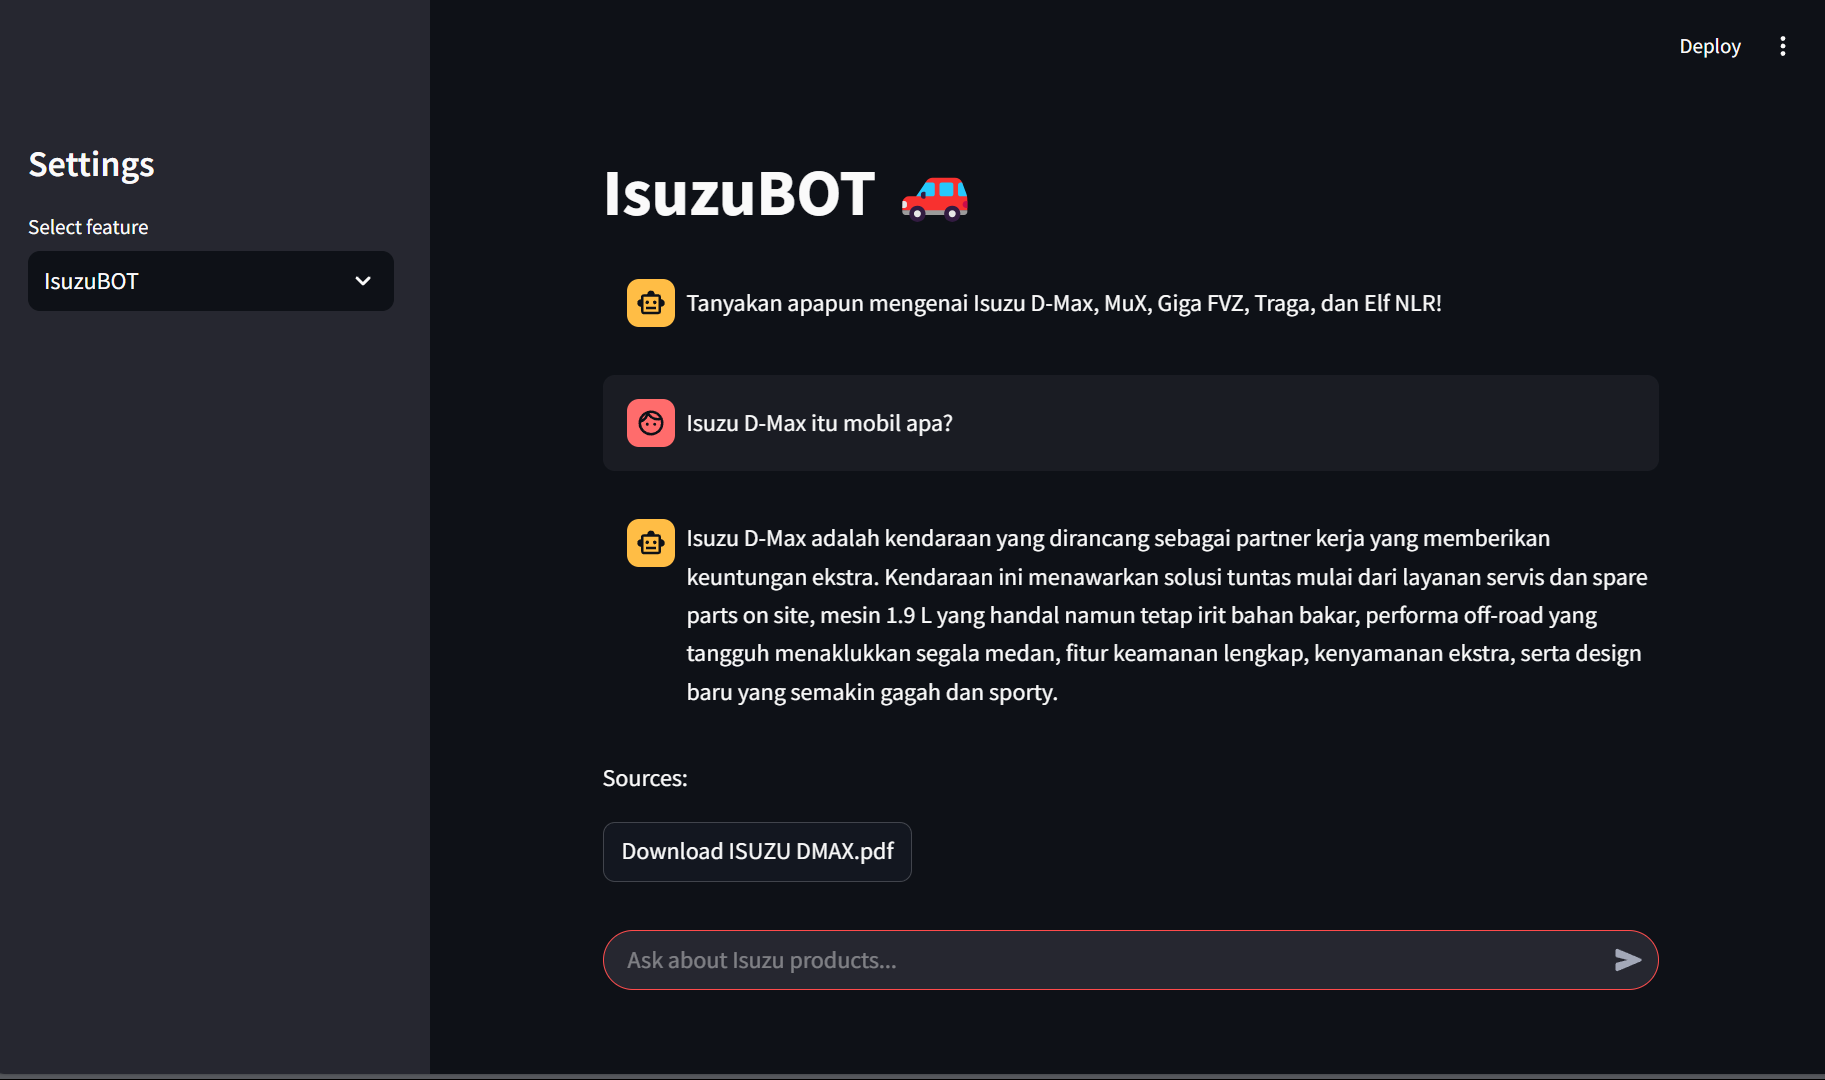 Deploy
Settings
Select feature
IsuzuBOT
IsuzuBOT
Tanyakan apapun mengenai Isuzu D-Max, MuX, Giga FVZ, Traga, dan Elf NLR!
Isuzu D-Max itu mobil apa?
Isuzu D-Max adalah kendaraan yang dirancang sebagai partner kerja yang memberikan
keuntungan ekstra. Kendaraan ini menawarkan solusi tuntas mulai dari layanan servis dan spare
parts on site, mesin 1.9 L yang handal namun tetap irit bahan bakar, performa off-road yang
tangguh menaklukkan segala medan, fitur keamanan lengkap, kenyamanan ekstra, serta design
baru yang semakin gagah dan sporty.
Sources:
Download ISUZU DMAX.pdf
Ask about Isuzu products...